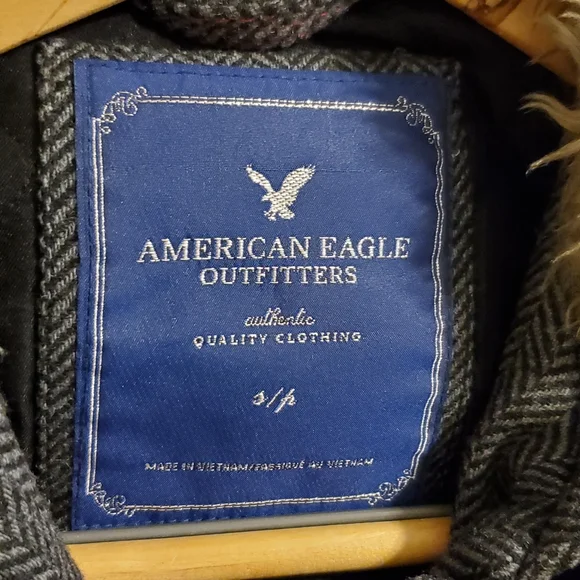 AMERICAN EAGLE
OUTFITTERS
authentic
QUALITY CLOTHING
s/p
MADE IN VIETNAM/FABRIQUÉ AU VIETNAM